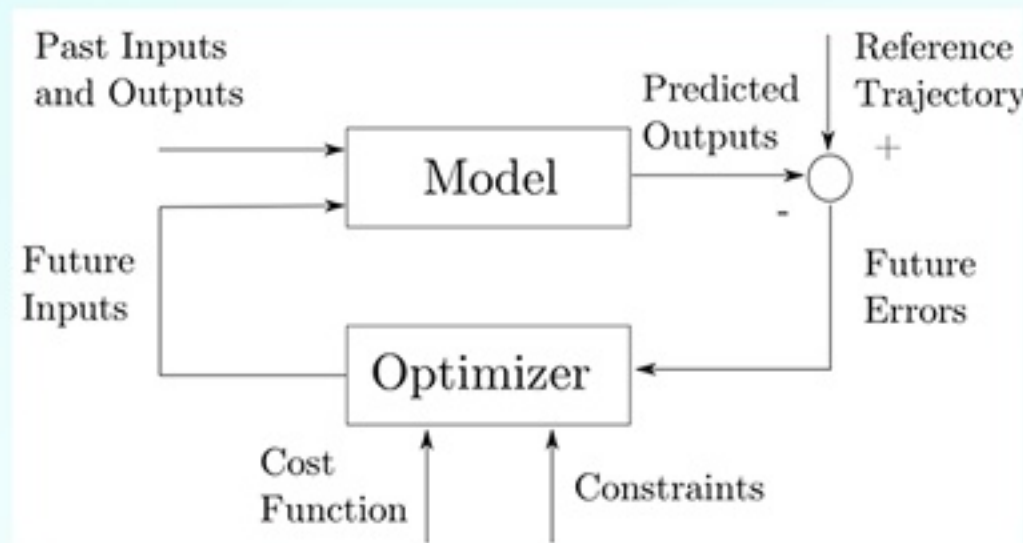 Past Inputs
and Outputs
Reference
Trajectory
Predicted
Outputs
+
Model
-
Future
Inputs
Future
Errors
Optimizer
Cost
Function
Constraints